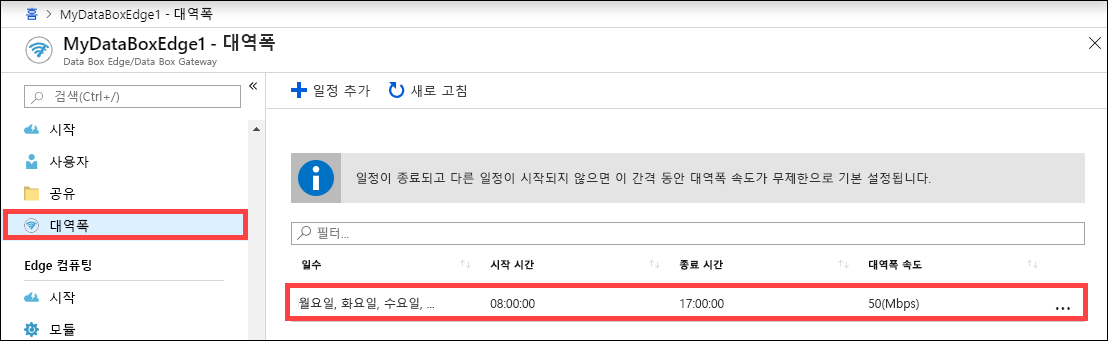 홈 > MyDataBoxEdge1 - 대역폭
MyDataBoxEdge1 - 대역폭
Data Box Edge/Data Box Gateway
검색(Ctrl+/)
시작
사용자
공유
대역폭
Edge 컴퓨팅
시작
모듈
일정 추가 새로 고침
일정이 종료되고 다른 일정이 시작되지 않으면 이 간격 동안 대역폭 속도가 무제한으로 기본 설정됩니다.
필터...
일수 시작 시간 종료 시간 대역폭 속도
월요일, 화요일, 수요일, ... 08:00:00 17:00:00 50(Mbps) ...